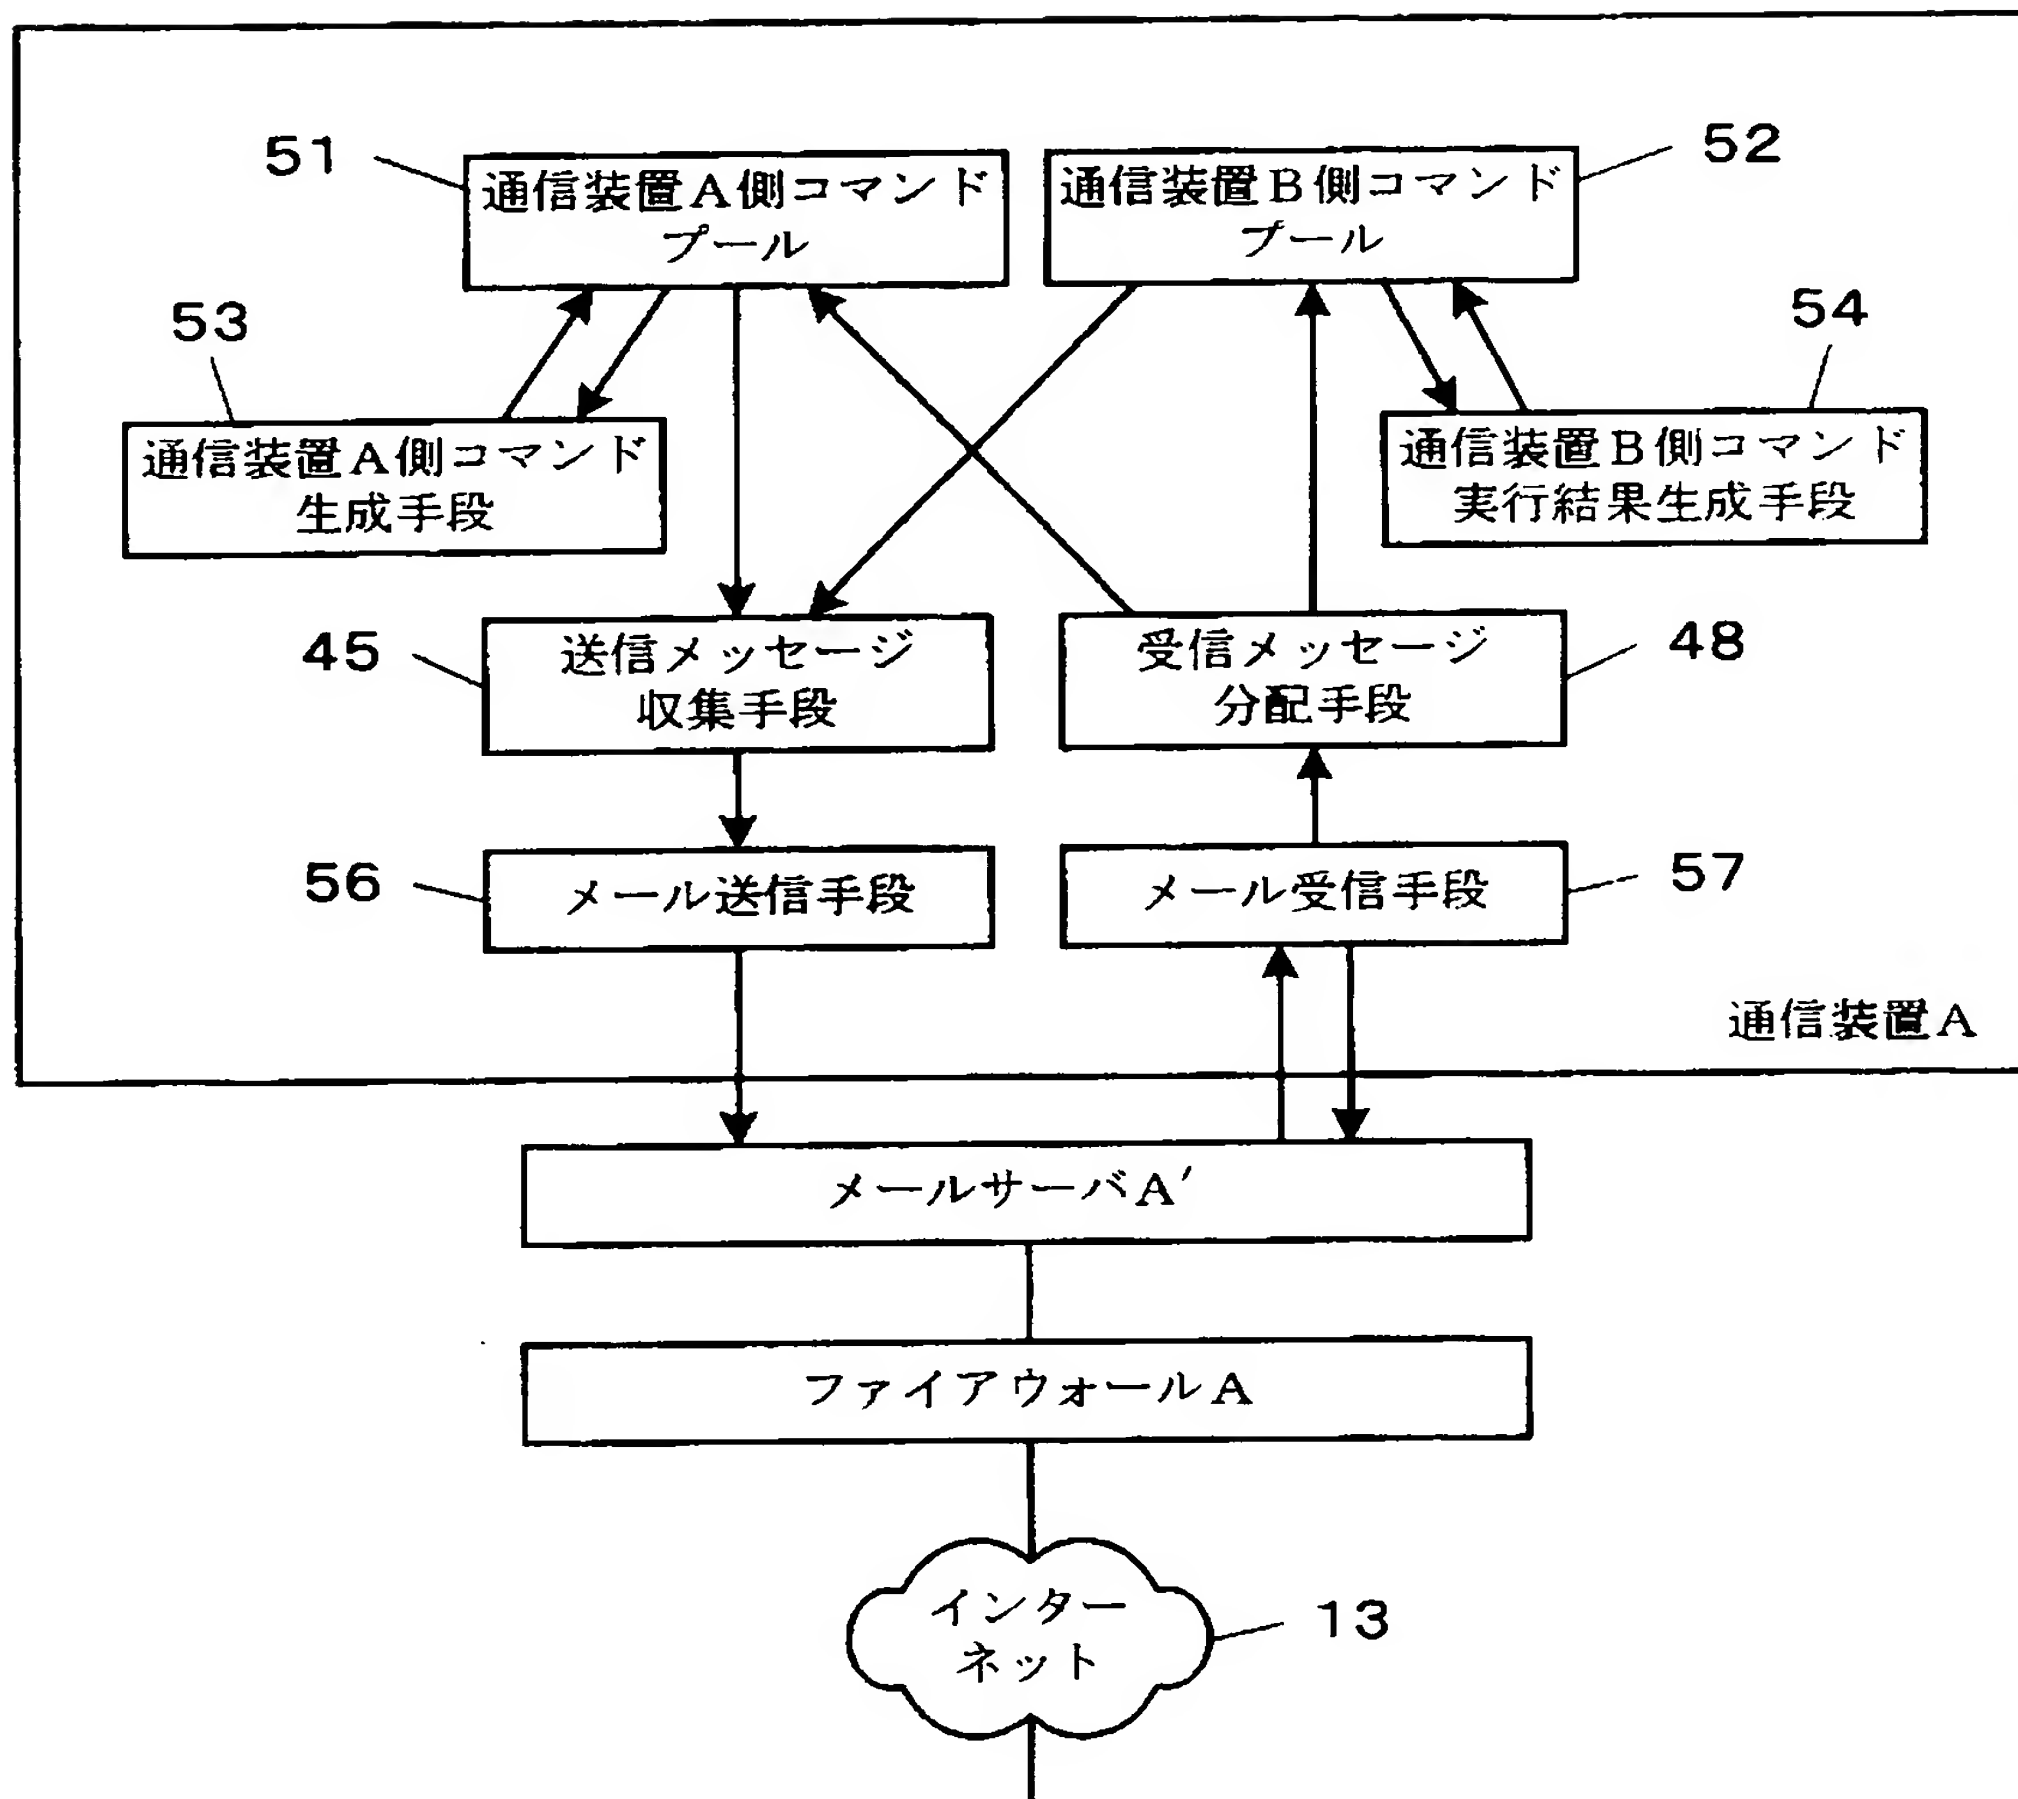 51
通信装置A側コマンド
プール
通信装置B側コマンド
プール
52
53
通信装置A側コマンド
生成手段
54
通信装置B側コマンド
実行結果生成手段
45
送信メッセージ
収集手段
受信メッセージ
分配手段
48
56
メール送信手段
メール受信手段
57
通信装置A
メールサーバA′
ファイアウォールA
インター
ネット
13